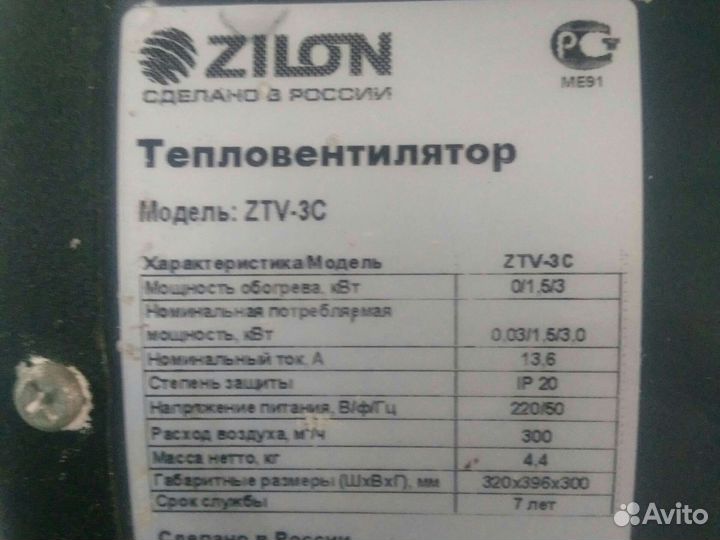 ZILON
СДЕЛАНО В РОССИИ
РСТ
МЕ91
Тепловентилятор
Модель: ZTV-3C
Характеристика/Модель ZTV-3C
Мощность обогрева, кВт 0/1,5/3
Номинальная потребляемая
мощность, кВт 0,03/1,5/3,0
Номинальный ток, А 13,6
Степень защиты IP 20
Напряжение питания, В/ф/Гц 220/50
Расход воздуха, м³/ч 300
Масса нетто, кг 4,4
Габаритные размеры (ШхВхГ), мм 320х396х300
Срок службы 7 лет
Сделано в России
Avito